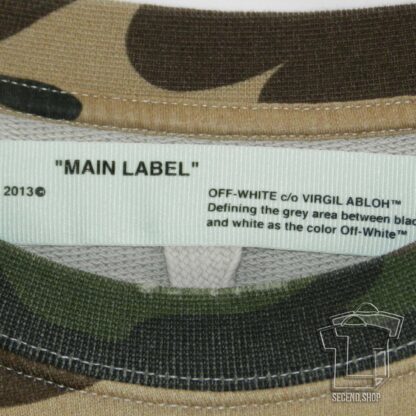 "MAIN LABEL"
2013©
OFF-WHITE c/o VIRGIL ABLOH™
Defining the grey area between blac
and white as the color Off-White™
SECEND.SHOP